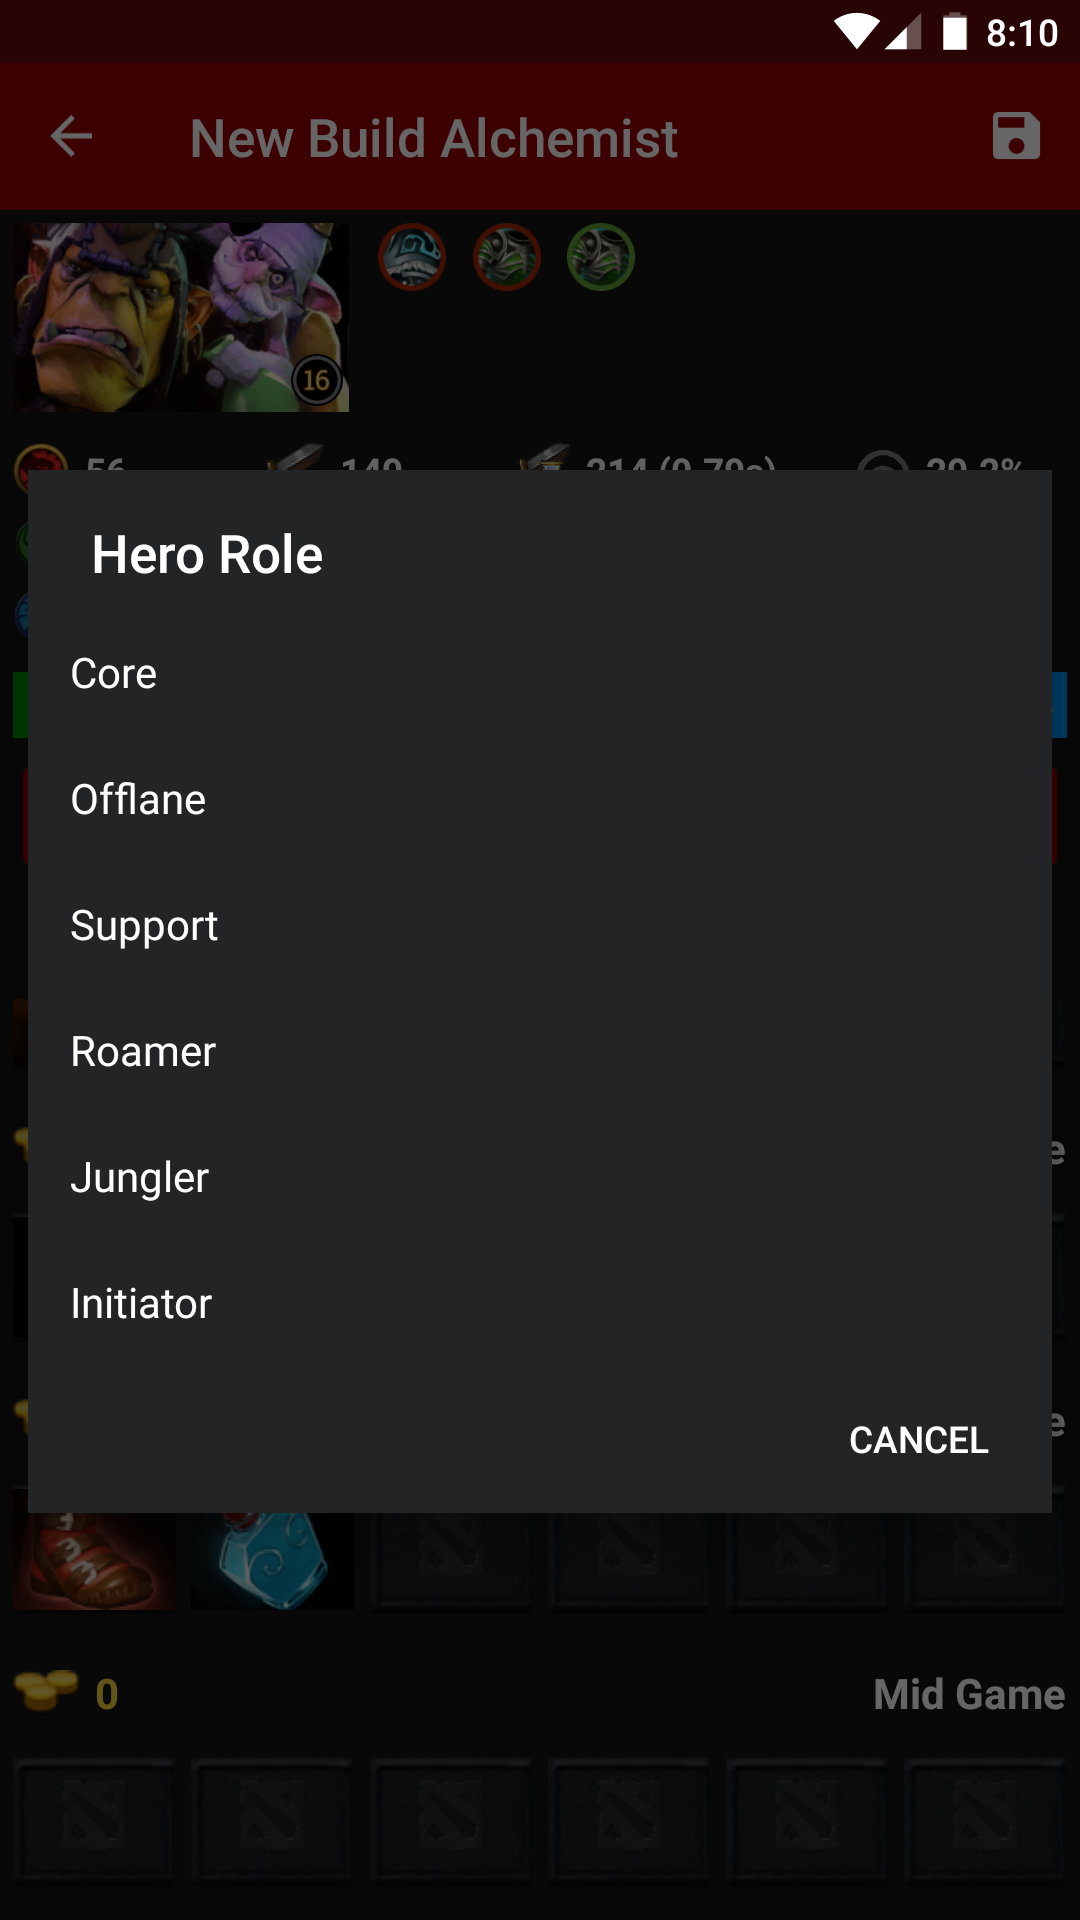 8:10
New Build Alchemist
16
Hero Role
Core
Offlane
Support
Roamer
Jungler
Initiator
CANCEL
0
Mid Game